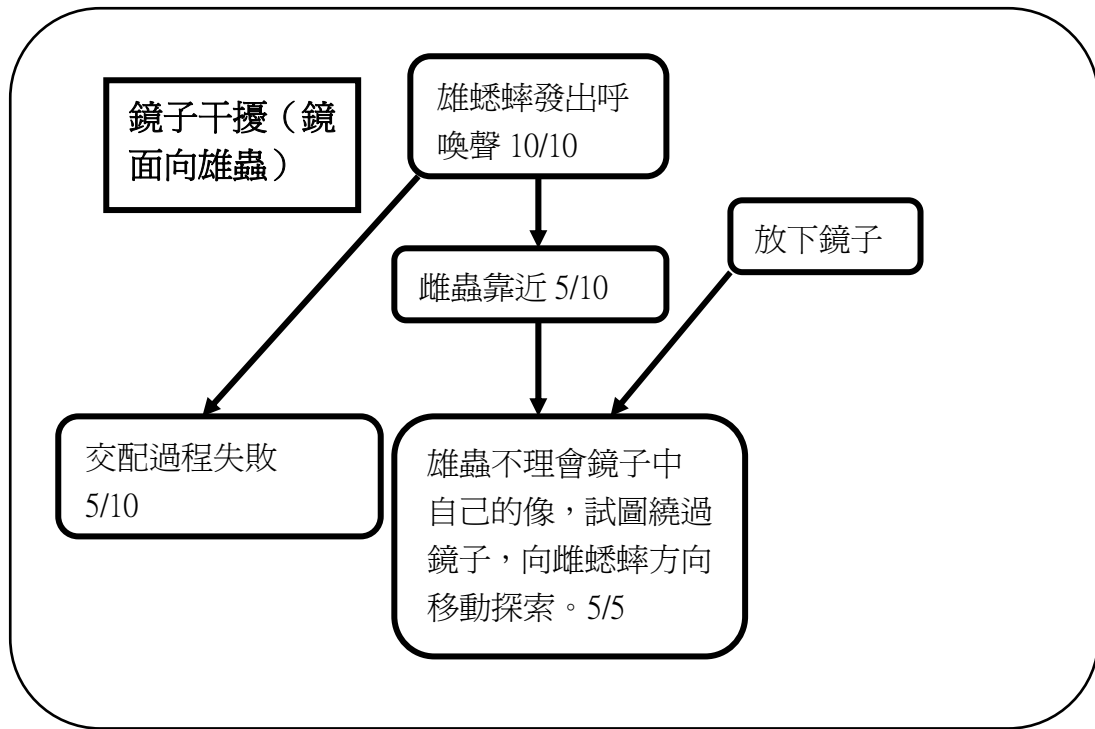 鏡子干擾（鏡
面向雄蟲）
雄蟋蟀發出呼
喚聲 10/10
放下鏡子
雌蟲靠近 5/10
交配過程失敗
5/10
雄蟲不理會鏡子中
自己的像，試圖繞過
鏡子，向雌蟋蟀方向
移動探索。5/5